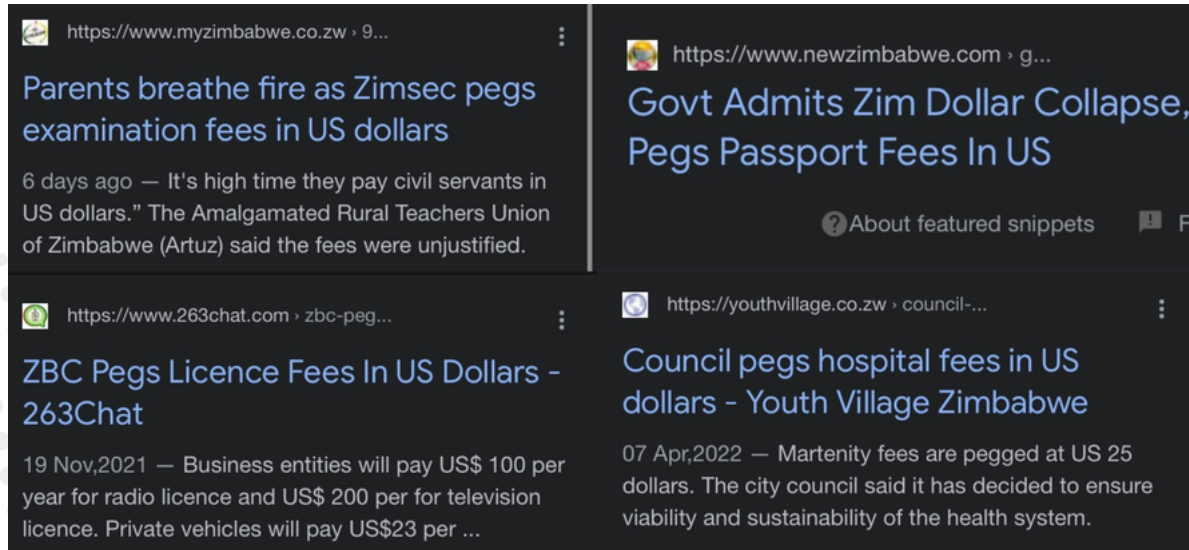 https://www.myzimbabwe.co.zw › 9...
Parents breathe fire as Zimsec pegs
examination fees in US dollars
6 days ago — It's high time they pay civil servants in
US dollars.” The Amalgamated Rural Teachers Union
of Zimbabwe (Artuz) said the fees were unjustified.
https://www.newzimbabwe.com › g...
Govt Admits Zim Dollar Collapse,
Pegs Passport Fees In US
About featured snippets
F
https://www.263chat.com › zbc-peg...
ZBC Pegs Licence Fees In US Dollars -
263Chat
19 Nov,2021 — Business entities will pay US$ 100 per
year for radio licence and US$ 200 per for television
licence. Private vehicles will pay US$23 per ...
https://youthvillage.co.zw › council-...
Council pegs hospital fees in US
dollars - Youth Village Zimbabwe
07 Apr,2022 — Martenity fees are pegged at US 25
dollars. The city council said it has decided to ensure
viability and sustainability of the health system.